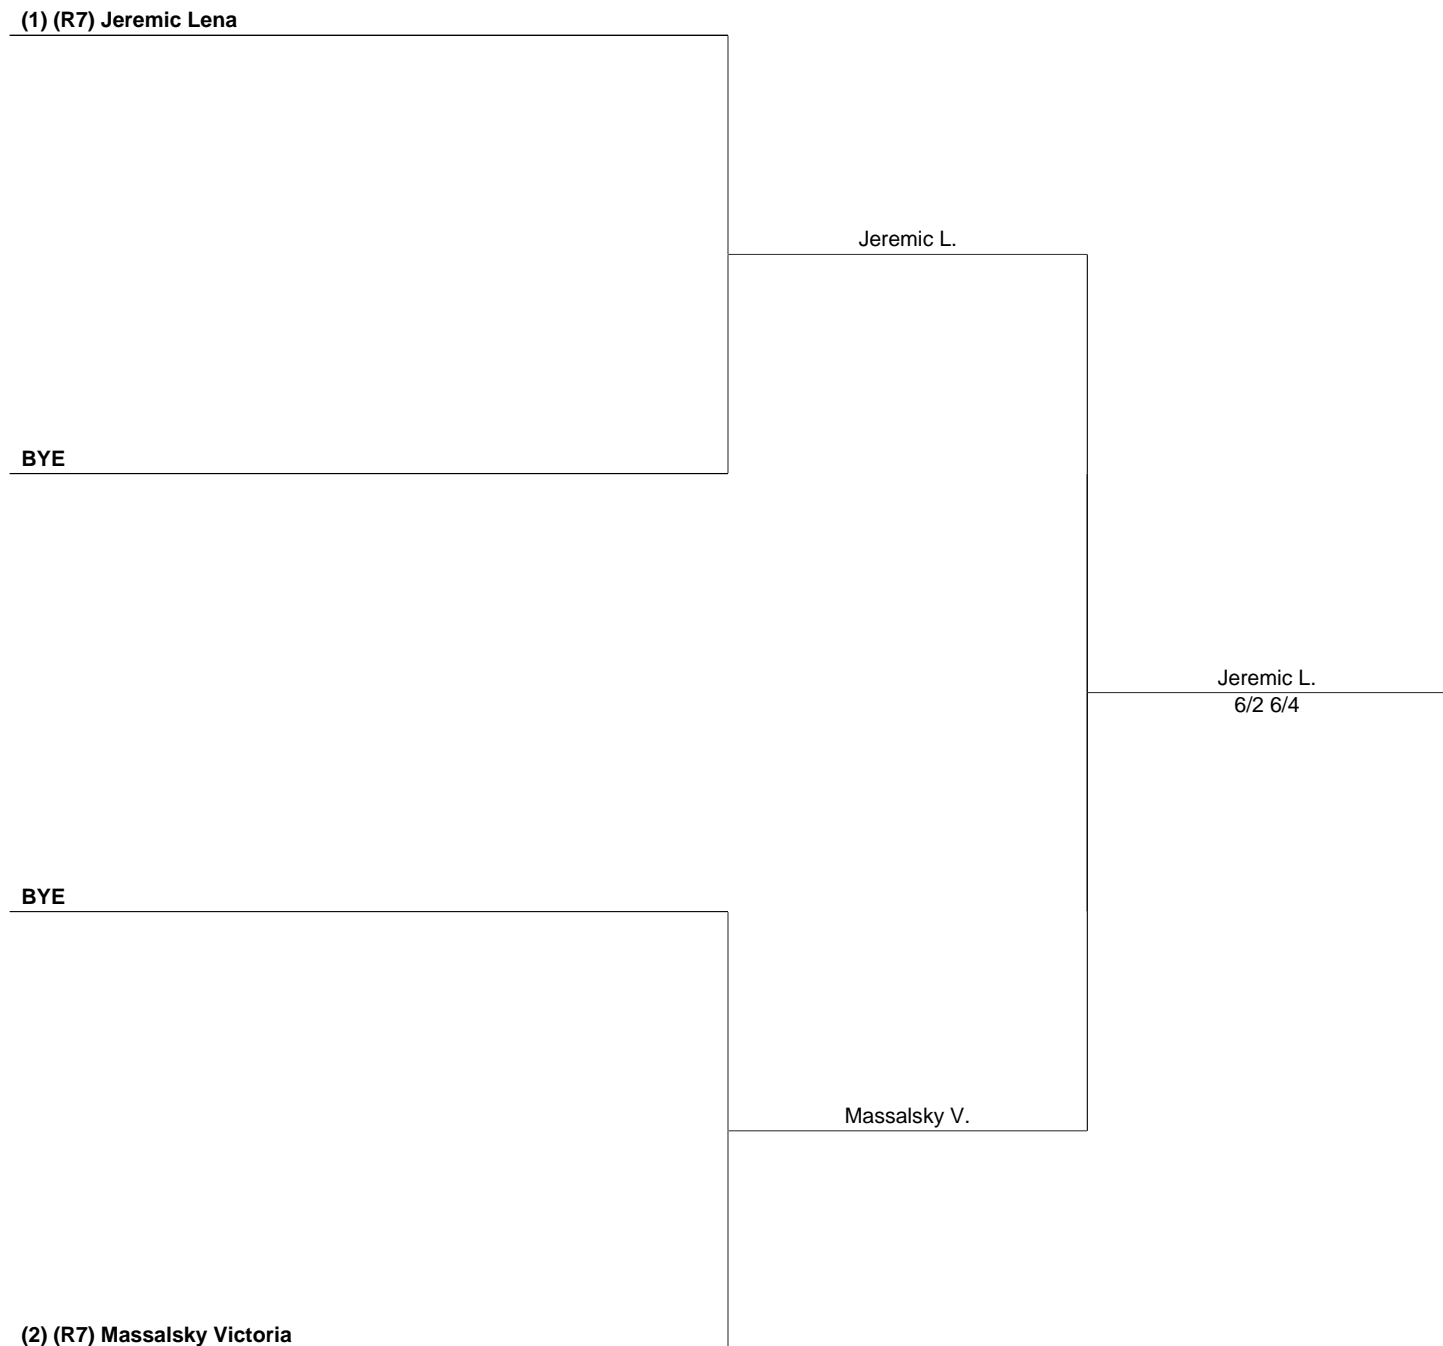 (1) (R7) Jeremic Lena
Jeremic L.
BYE
Jeremic L.
6/2 6/4
BYE
Massalsky V.
(2) (R7) Massalsky Victoria